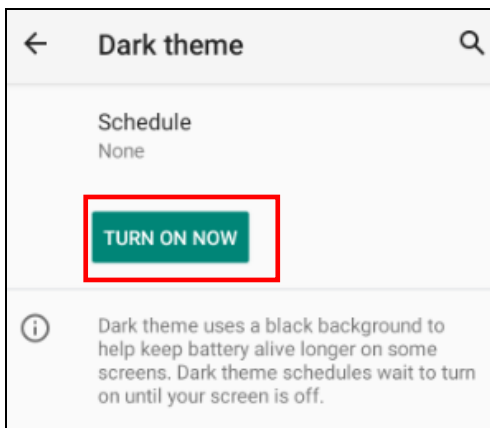 Dark theme
Schedule
None
TURN ON NOW
Dark theme uses a black background to
help keep battery alive longer on some
screens. Dark theme schedules wait to turn
on until your screen is off.